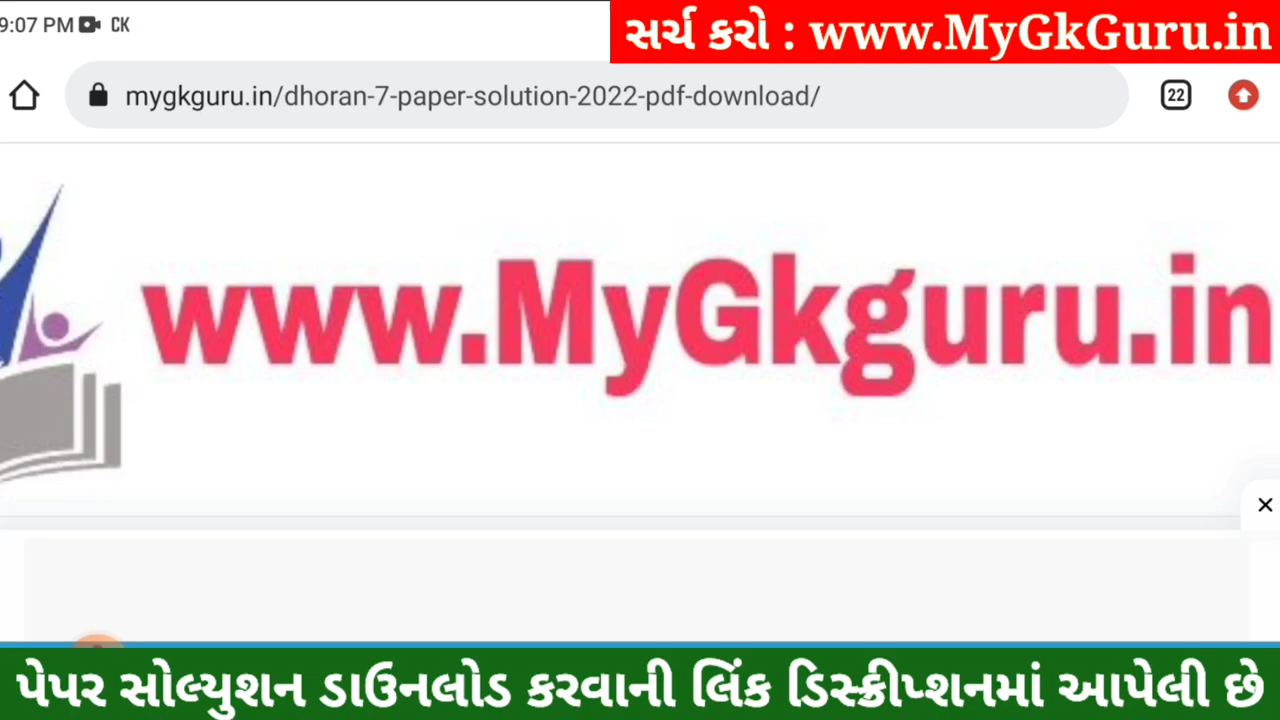 9:07 PM CK
સર્ચ કરો : www.MyGkGuru.in
mygkguru.in/dhoran-7-paper-solution-2022-pdf-download/
22
www.MyGkguru.in
પેપર સોલ્યુશન ડાઉનલોડ કરવાની લિંક ડિસ્ક્રીપ્શનમાં આપેલી છે